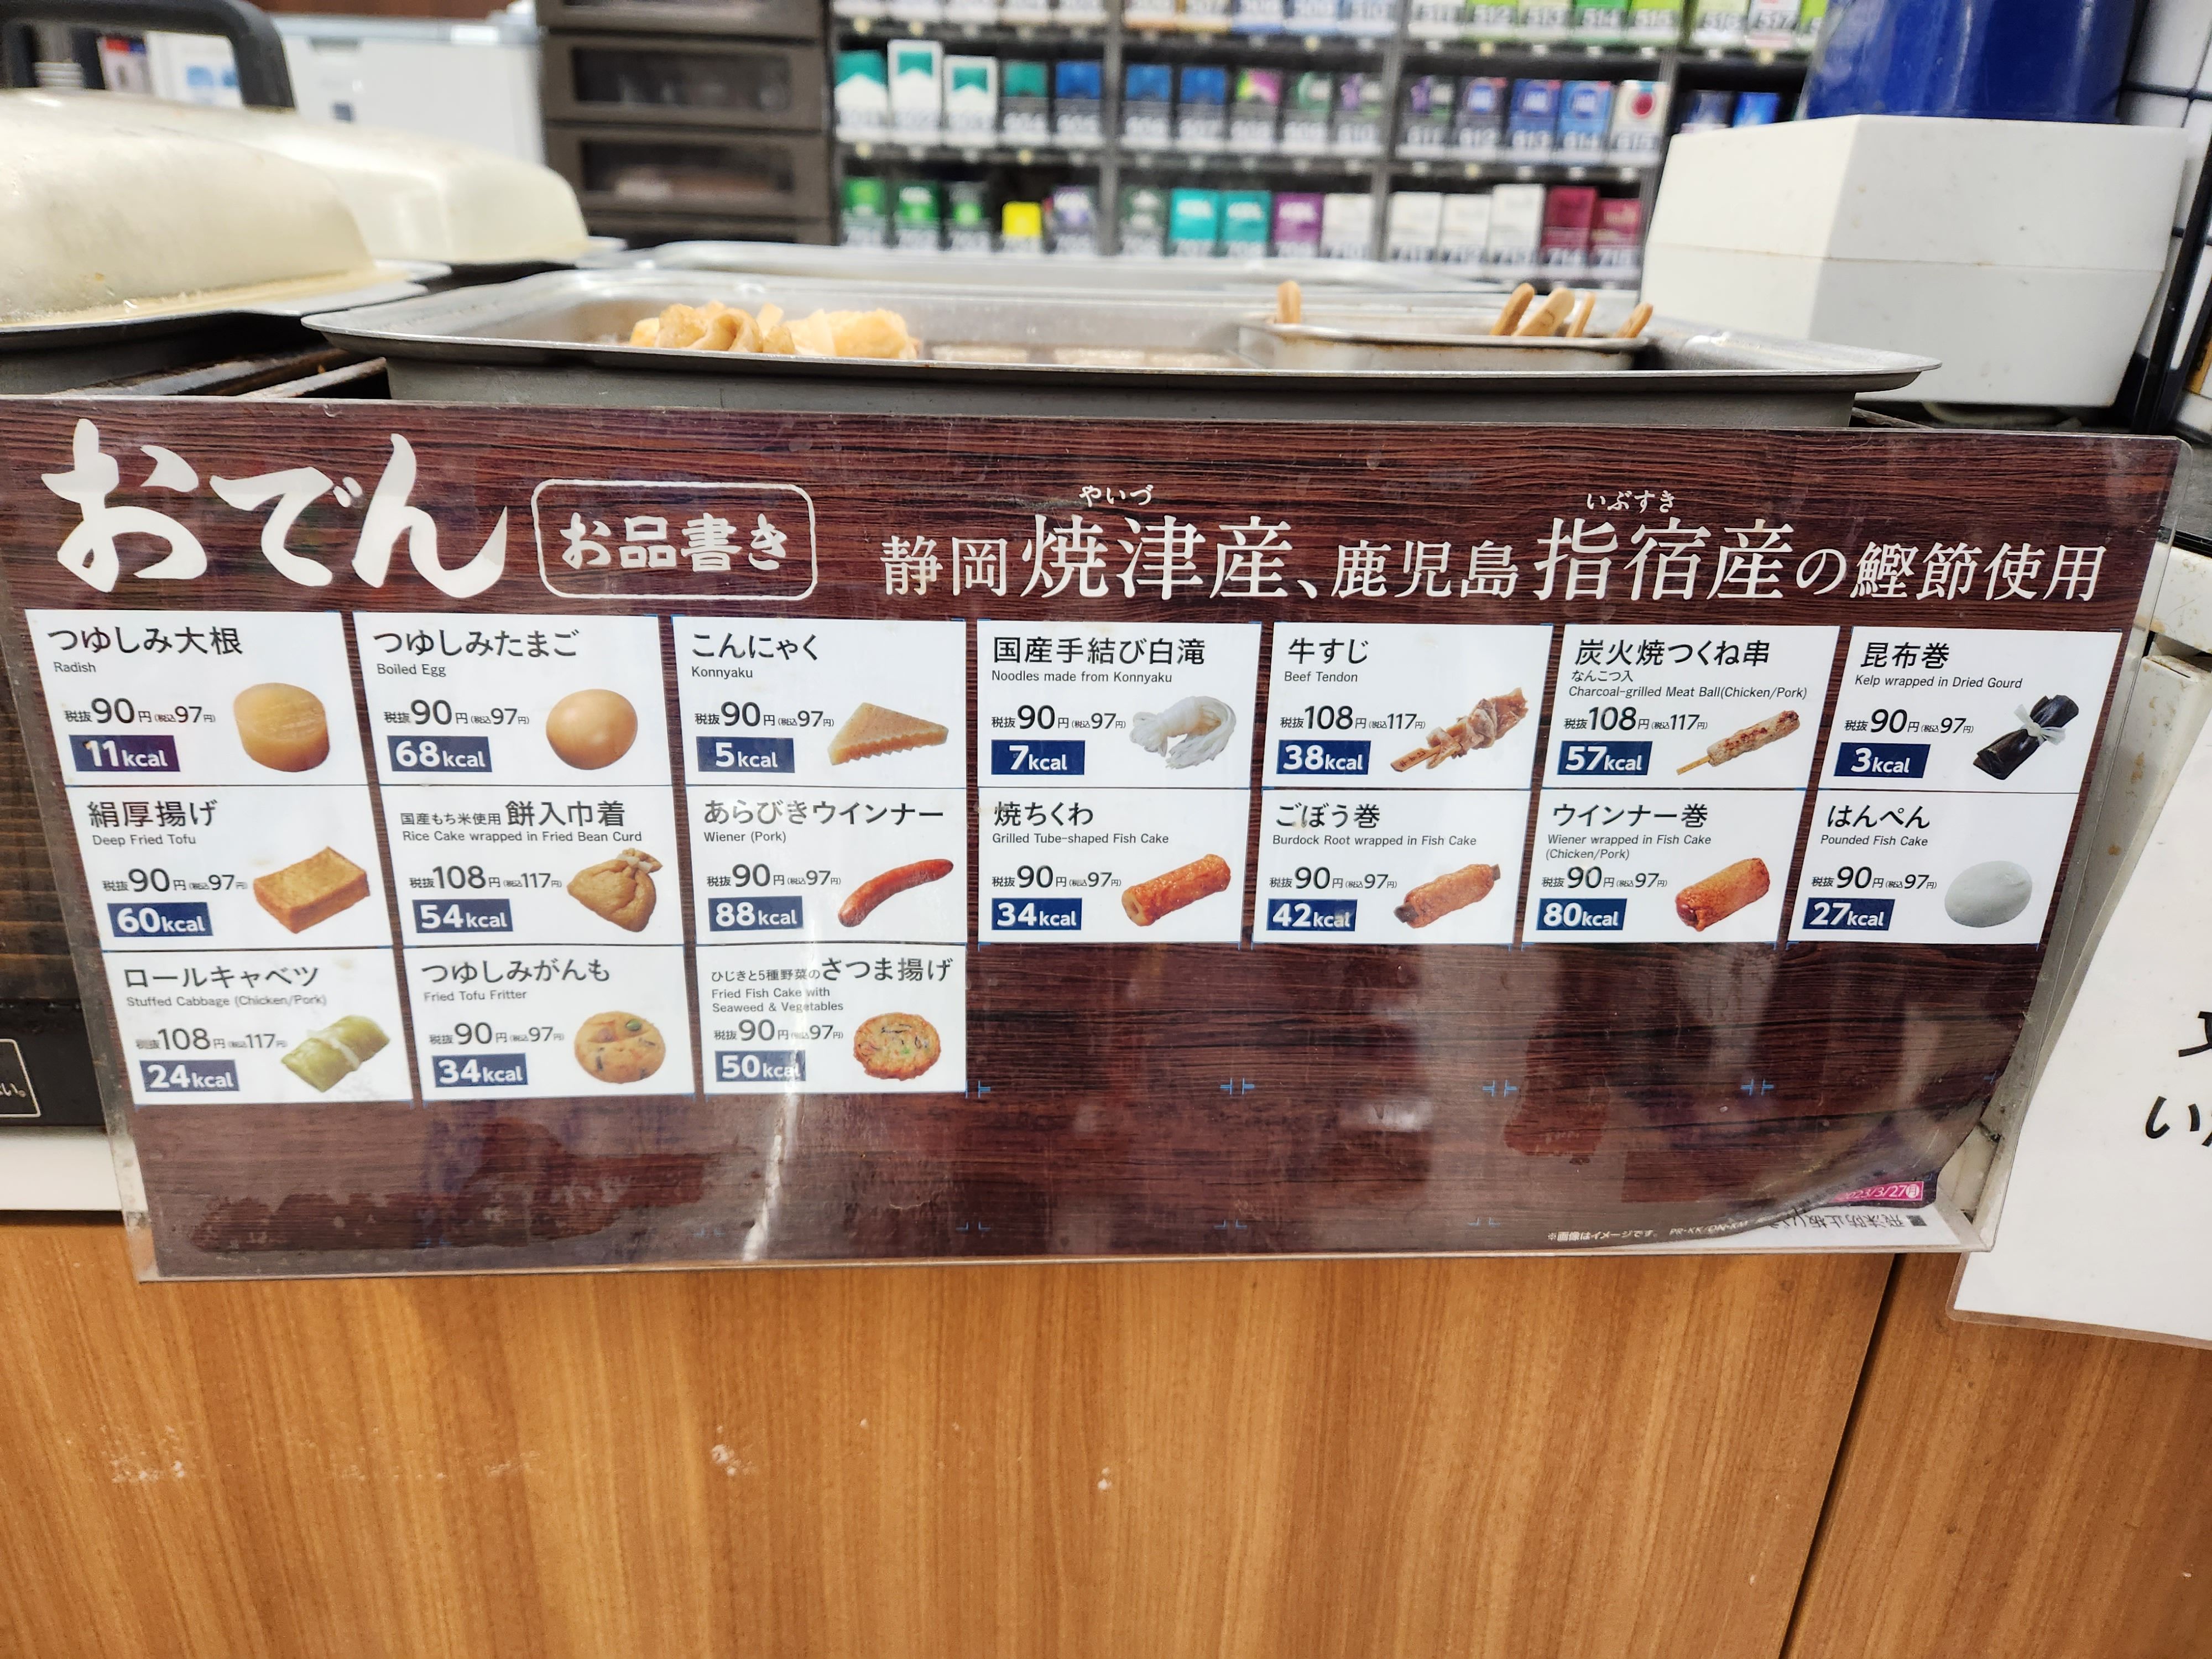 おでん
お品書き
やいづ いぶすき
静岡焼津産、鹿児島指宿産の鰹節使用
つゆしみ大根
Radish
税抜90円(税込97円)
11kcal
つゆしみたまご
Boiled Egg
税抜90円(税込97円)
68kcal
こんにゃく
Konnyaku
税抜90円(税込97円)
5kcal
国産手結び白滝
Noodles made from Konnyaku
税抜90円(税込97円)
7kcal
牛すじ
Beef Tendon
税抜108円(税込117円)
38kcal
炭火焼つくね串
なんこつ入
Charcoal-grilled Meat Ball(Chicken/Pork)
税抜108円(税込117円)
57kcal
昆布巻
Kelp wrapped in Dried Gourd
税抜90円(税込97円)
3kcal
絹厚揚げ
Deep Fried Tofu
税抜90円(税込97円)
60kcal
国産もち米使用 餅入巾着
Rice Cake wrapped in Fried Bean Curd
税抜108円(税込117円)
54kcal
あらびきウインナー
Wiener (Pork)
税抜90円(税込97円)
88kcal
焼ちくわ
Grilled Tube-shaped Fish Cake
税抜90円(税込97円)
34kcal
ごぼう巻
Burdock Root wrapped in Fish Cake
税抜90円(税込97円)
42kcal
ウインナー巻
Wiener wrapped in Fish Cake
(Chicken/Pork)
税抜90円(税込97円)
80kcal
はんぺん
Pounded Fish Cake
税抜90円(税込97円)
27kcal
ロールキャベツ
Stuffed Cabbage (Chicken/Pork)
税抜108円(税込117円)
24kcal
つゆしみがんも
Fried Tofu Fritter
税抜90円(税込97円)
34kcal
ひじきと5種野菜のさつま揚げ
Fried Fish Cake with
Seaweed & Vegetables
税抜90円(税込97円)
50kcal
※画像はイメージです。